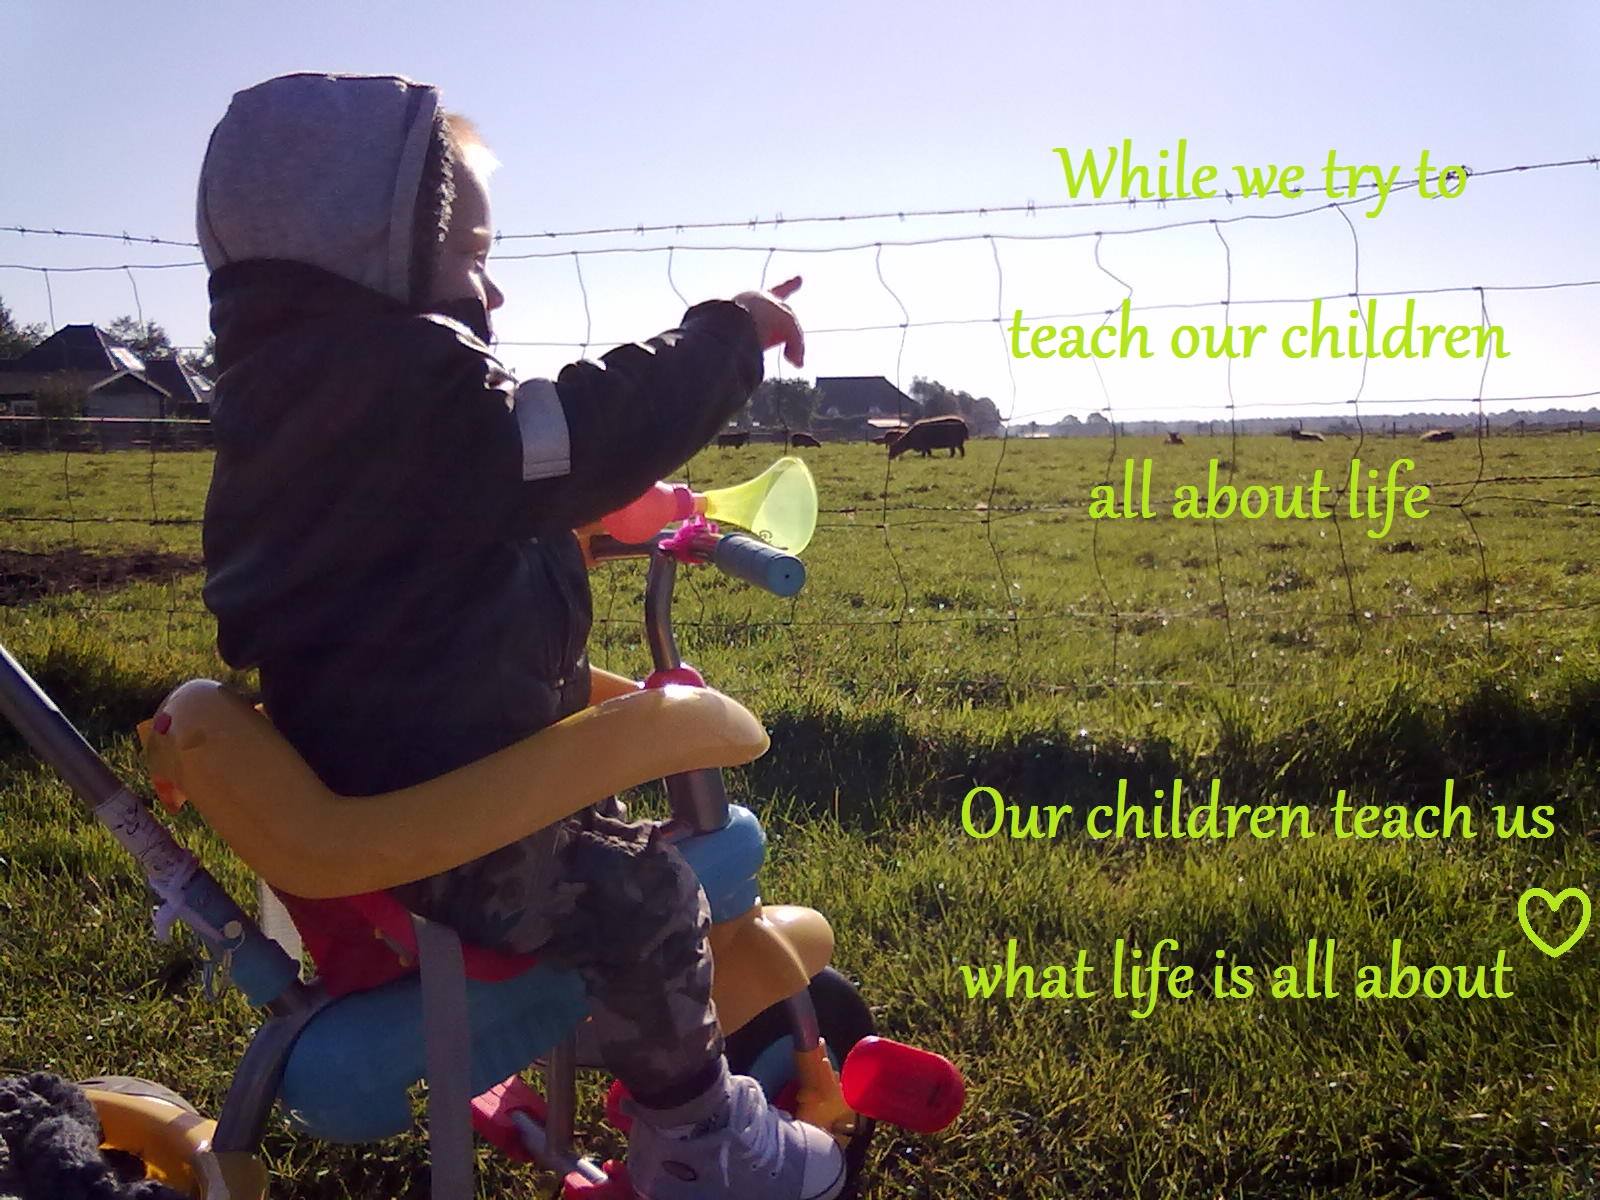 While we try to
teach our children
all about life
Our children teach us
what life is all about